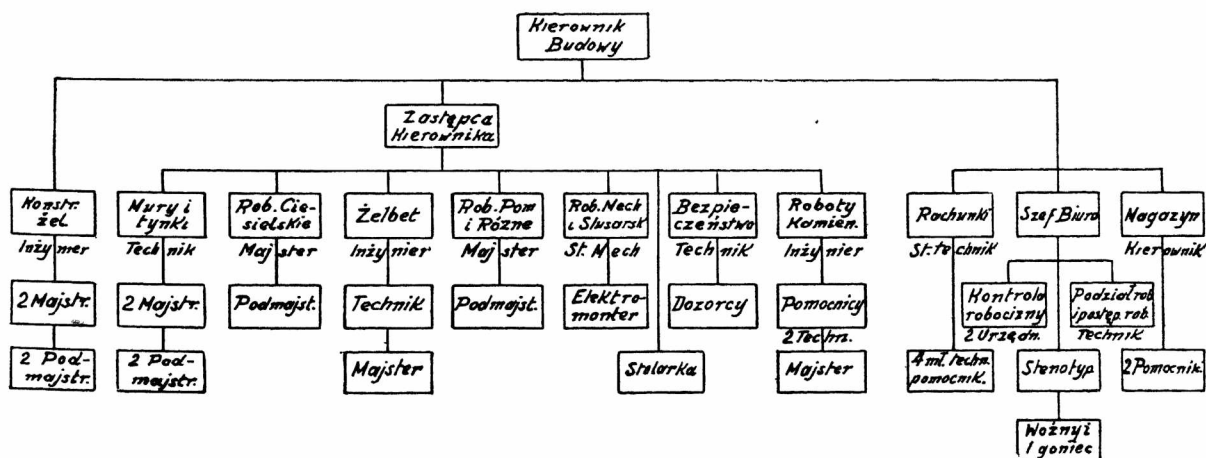 Kierownik
Budowy
Zastępca
Kierownika
Konstr.
żel.
Inżynier
2 Majstr.
2 Pod-
majstr.
Mury i
tynki
Technik
2 Majstr.
2 Pod-
majstr.
Rob. Cie-
sielskie
Majster
Podmajst.
Żelbet
Inżynier
Technik
Majster
Rob. Pom
i Różne
Majster
Podmajst.
Rob. Mech
i Slusarsk
St. Mech
Elektro-
monter
Stolarka
Bezpie-
czeństwo
Technik
Dozorcy
Roboty
Kamien.
Inżynier
Pomocnicy
2 Techn.
Majster
Rachunki
St. technik
4 mł. techn.
pomocnik.
Szef Biura
Kontrola
robocizny
2 Urzędn.
Podział rob
i postęp. rob.
Technik
Stenotyp
Woźny i
1 goniec
Magazyn
Kierownik
2 Pomocnik.